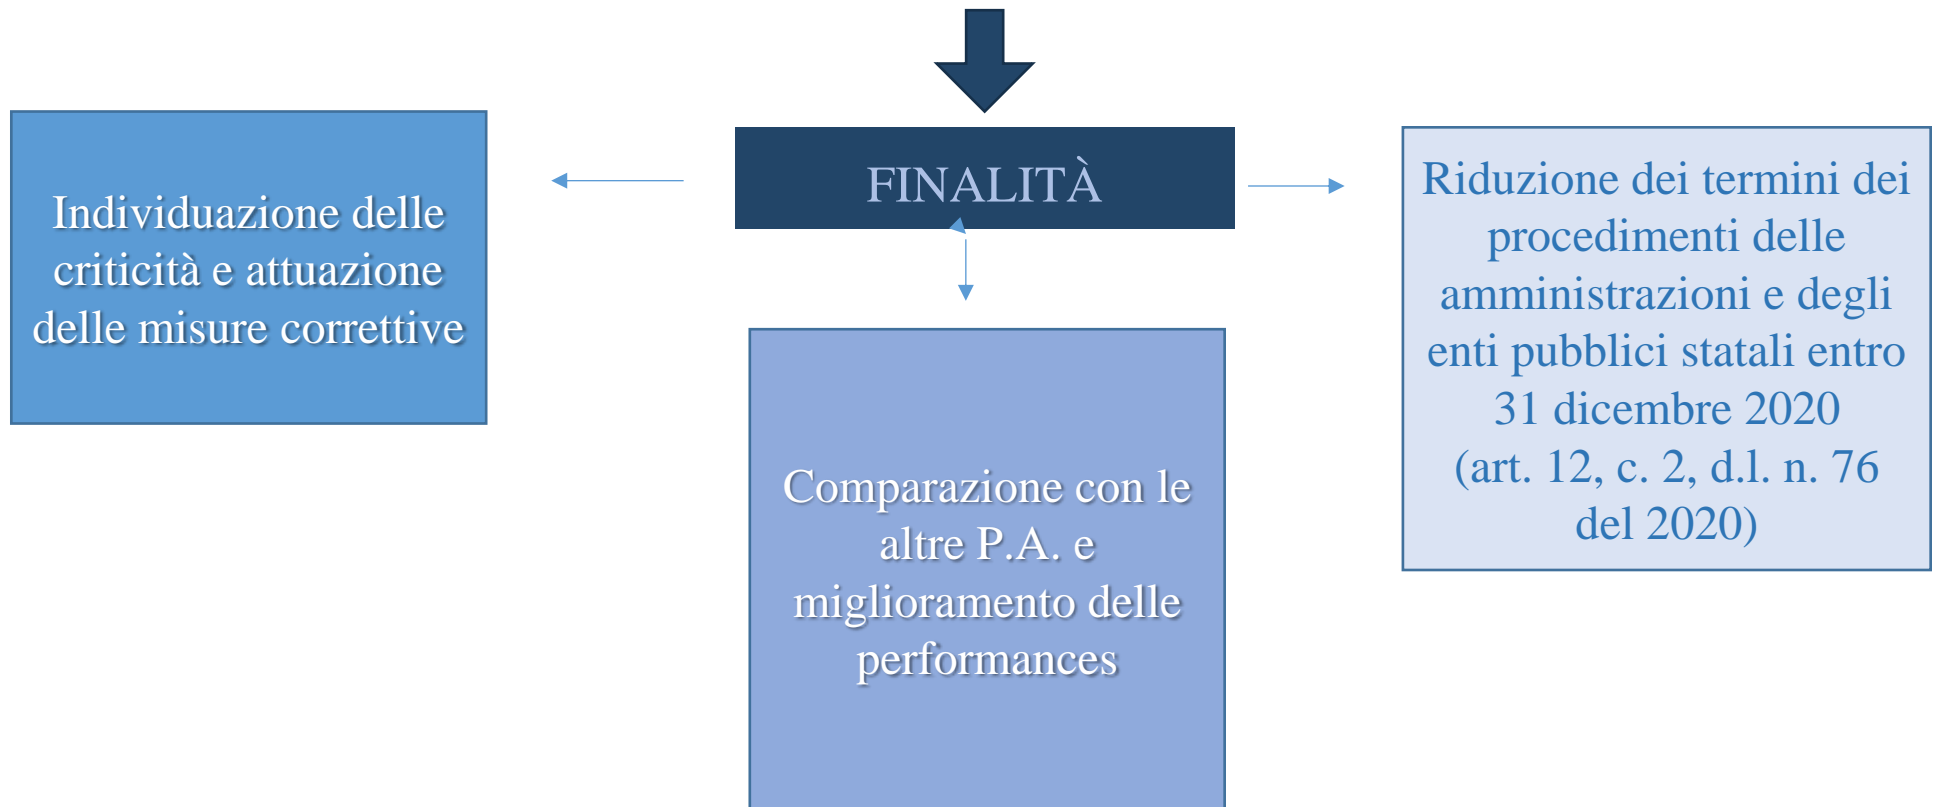 FINALITÀ
Individuazione delle
criticità e attuazione
delle misure correttive
Comparazione con le
altre P.A. e
miglioramento delle
performances
Riduzione dei termini dei
procedimenti delle
amministrazioni e degli
enti pubblici statali entro
31 dicembre 2020
(art. 12, c. 2, d.l. n. 76
del 2020)